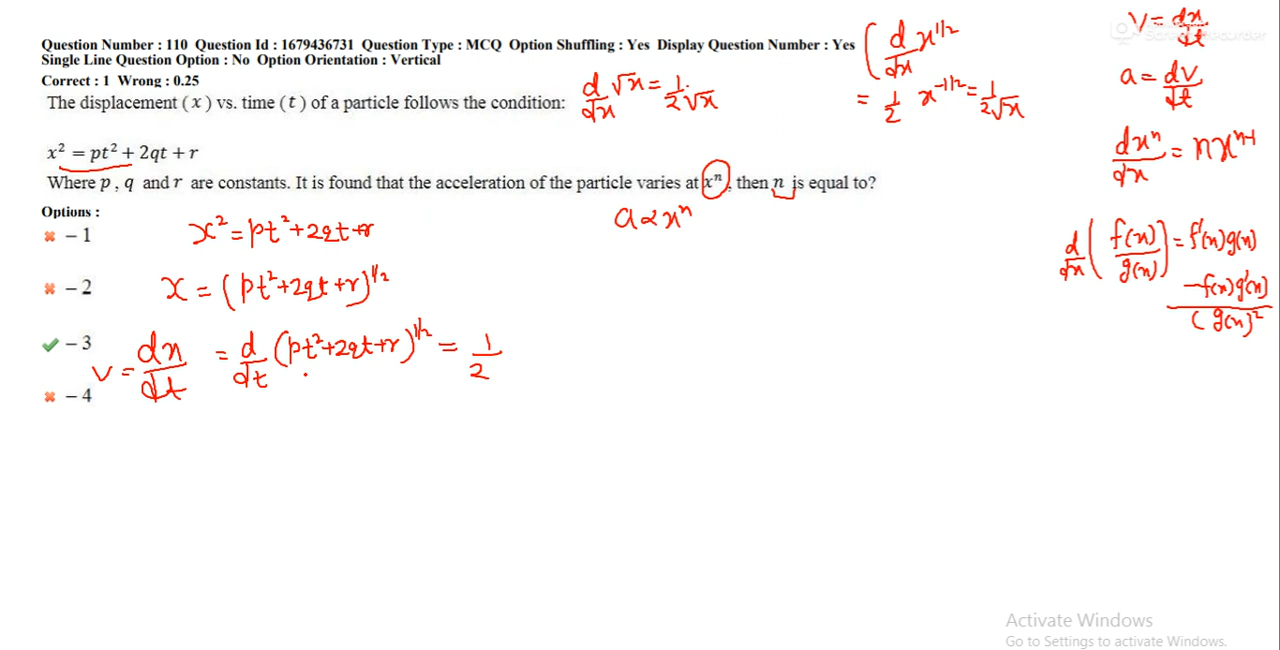 Question Number : 110 Question Id : 1679436731 Question Type : MCQ Option Shuffling : Yes Display Question Number : Yes
Single Line Question Option : No Option Orientation : Vertical
Correct : 1 Wrong : 0.25
The displacement (x) vs. time (t) of a particle follows the condition:
d/dx √x = 1/2√x
(d/dx x^1/2
= 1/2 x^-1/2 = 1/2√x
v = dx/dt
a = dv/dt
dx^n/dx = nx^n-1
x² = pt² + 2qt + r
Where p, q and r are constants. It is found that the acceleration of the particle varies at x^n, then n is equal to?
a ∝ x^n
Options :
– 1
x² = pt² + 2qt + r
d/dx (f(x)/g(x)) = f'(x)g(x)
-f(x)g'(x)
(g(x)²
– 2
x = (pt² + 2qt + r)^1/2
– 3
v = dx/dt = d/dt (pt² + 2qt + r)^1/2 = 1/2
– 4
Activate Windows
Go to Settings to activate Windows.